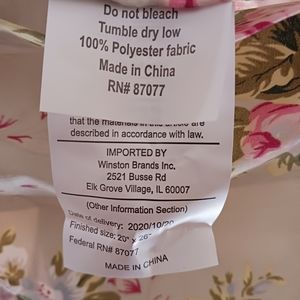 Do not bleach
Tumble dry low
100% Polyester fabric
Made in China
RN# 87077
that the materials in this article are
described in accordance with law.
IMPORTED BY
Winston Brands Inc.
2521 Busse Rd
Elk Grove Village, IL 60007
(Other Information Section)
Date of delivery: 2020/10/20
Finished size: 20" x 26"
Federal RN# 87077
MADE IN CHINA